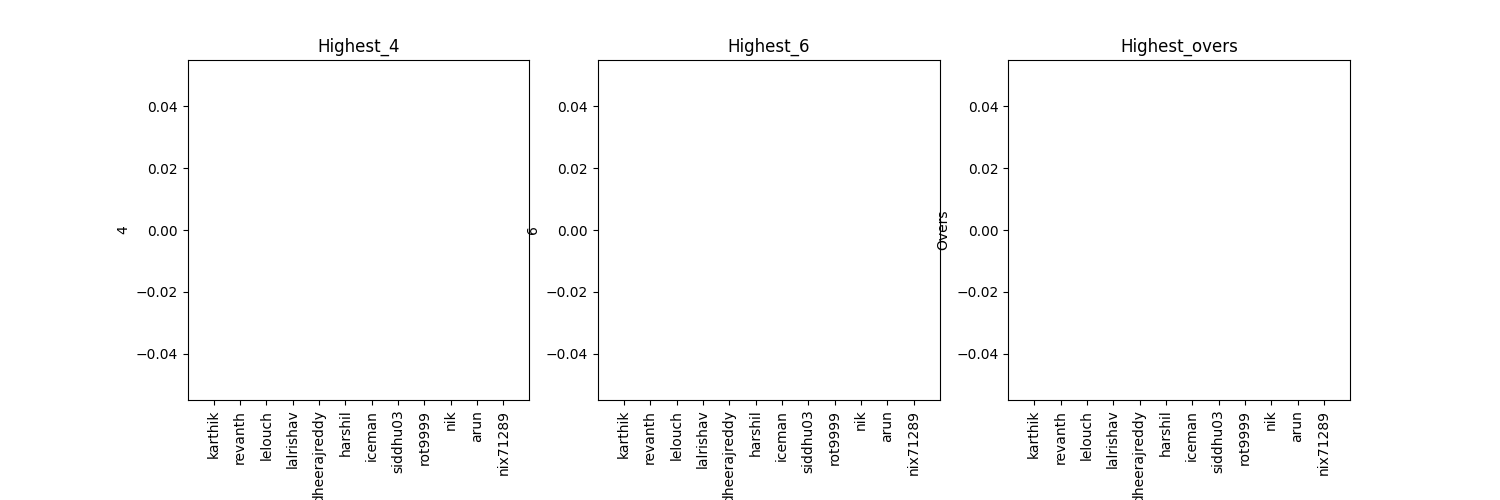 Highest_4
0.04
0.02
0.00
−0.02
−0.04
4
karthik
revanth
lelouch
lalrishav
dheerajreddy
harshil
iceman
siddhu03
rot9999
nik
arun
nix71289
Highest_6
0.04
0.02
0.00
−0.02
−0.04
6
karthik
revanth
lelouch
lalrishav
dheerajreddy
harshil
iceman
siddhu03
rot9999
nik
arun
nix71289
Highest_overs
0.04
0.02
0.00
−0.02
−0.04
Overs
karthik
revanth
lelouch
lalrishav
dheerajreddy
harshil
iceman
siddhu03
rot9999
nik
arun
nix71289